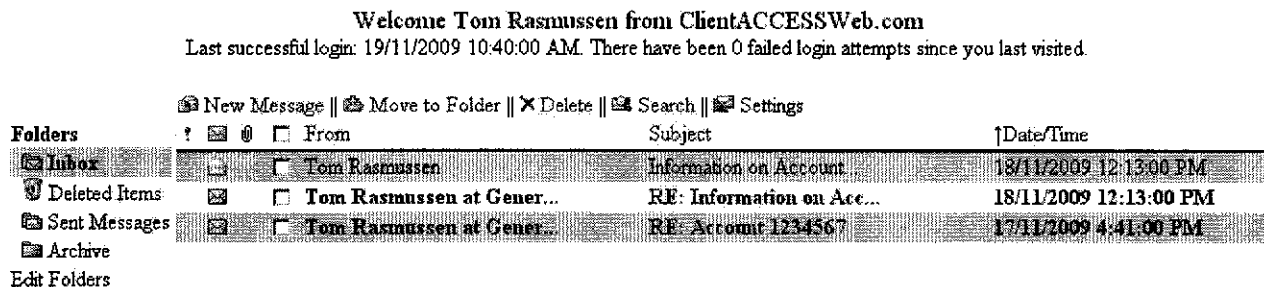 Welcome Tom Rasmussen from ClientACCESSWeb.com
Last successful login: 19/11/2009 10:40:00 AM. There have been 0 failed login attempts since you last visited.
New Message || Move to Folder || X Delete || Search || Settings
Folders ! From Subject ↑Date/Time
Inbox Tom Rasmussen Information on Account... 18/11/2009 12:13:00 PM
Deleted Items Tom Rasmussen at Gener... RE: Information on Acc... 18/11/2009 12:13:00 PM
Sent Messages Tom Rasmussen at Gener... RE: Account 1234567 17/11/2009 4:41:00 PM
Archive
Edit Folders